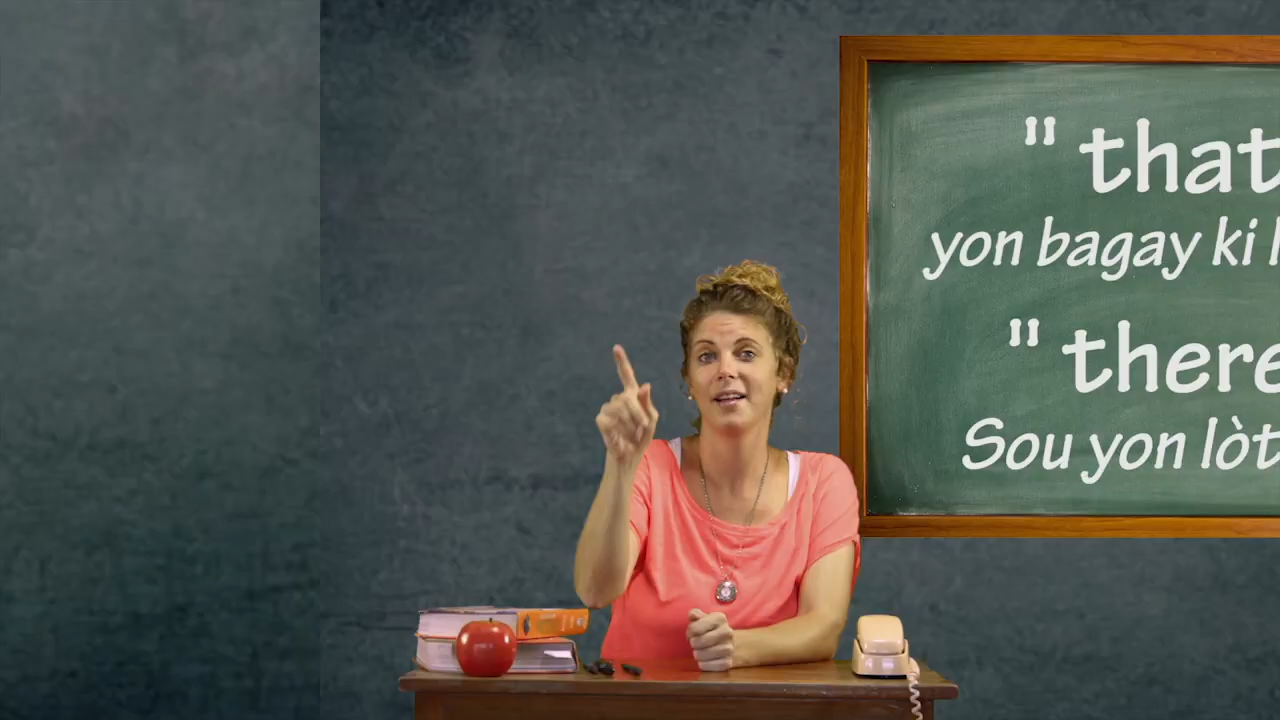 " that
yon bagay ki
" there
Sou yon lòt